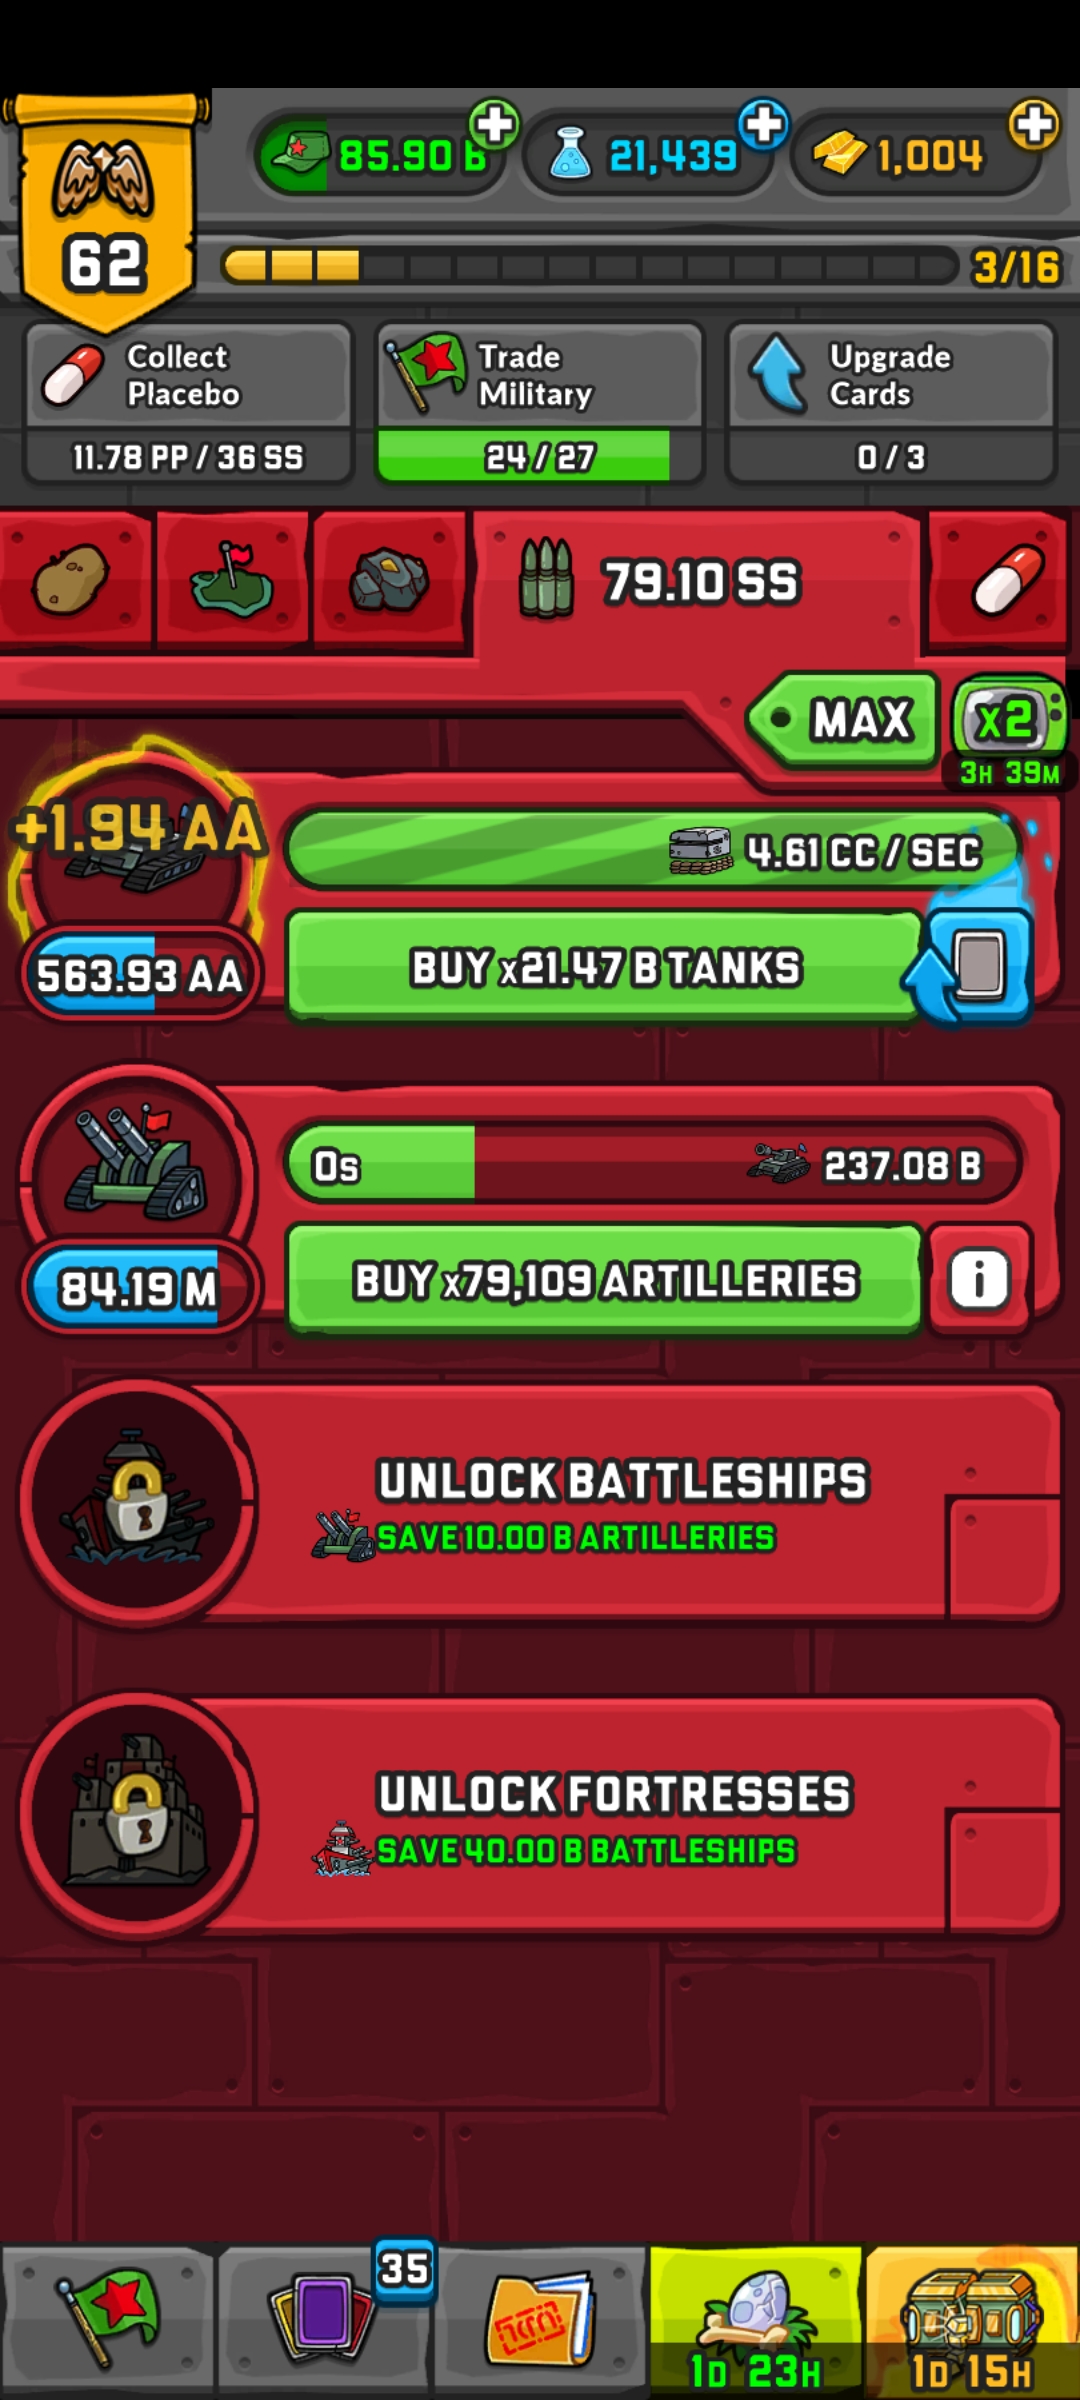 62
85.90 B
21,439
1,004
3/16
Collect
Placebo
11.78 PP / 36 SS
Trade
Military
24 / 27
Upgrade
Cards
0 / 3
79.10 SS
MAX
x2
3H 39M
+1.94 AA
4.61 CC / SEC
563.93 AA
BUY x21.47 B TANKS
0s
237.08 B
84.19 M
BUY x79,109 ARTILLERIES
i
UNLOCK BATTLESHIPS
SAVE 10.00 B ARTILLERIES
UNLOCK FORTRESSES
SAVE 40.00 B BATTLESHIPS
35
1D 23H
1D 15H